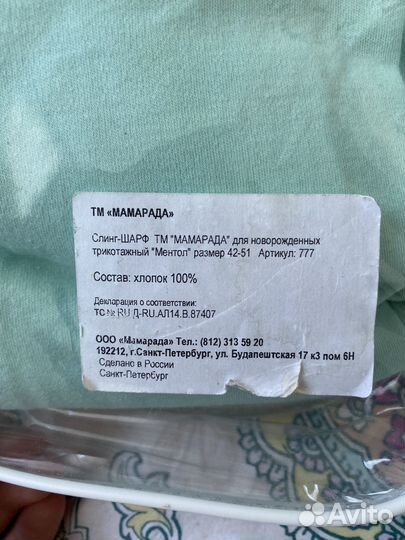 ТМ «МАМАРАДА»
Слинг-ШАРФ ТМ "МАМАРАДА" для новорожденных
трикотажный "Ментол" размер 42-51 Артикул: 777
Состав: хлопок 100%
Декларация о соответствии:
ТС № RU Д-RU.АЛ14.В.87407
ООО «Мамарада» Тел.: (812) 313 59 20
192212, г.Санкт-Петербург, ул. Будапештская 17 к3 пом 6Н
Сделано в России
Санкт-Петербург
Avito